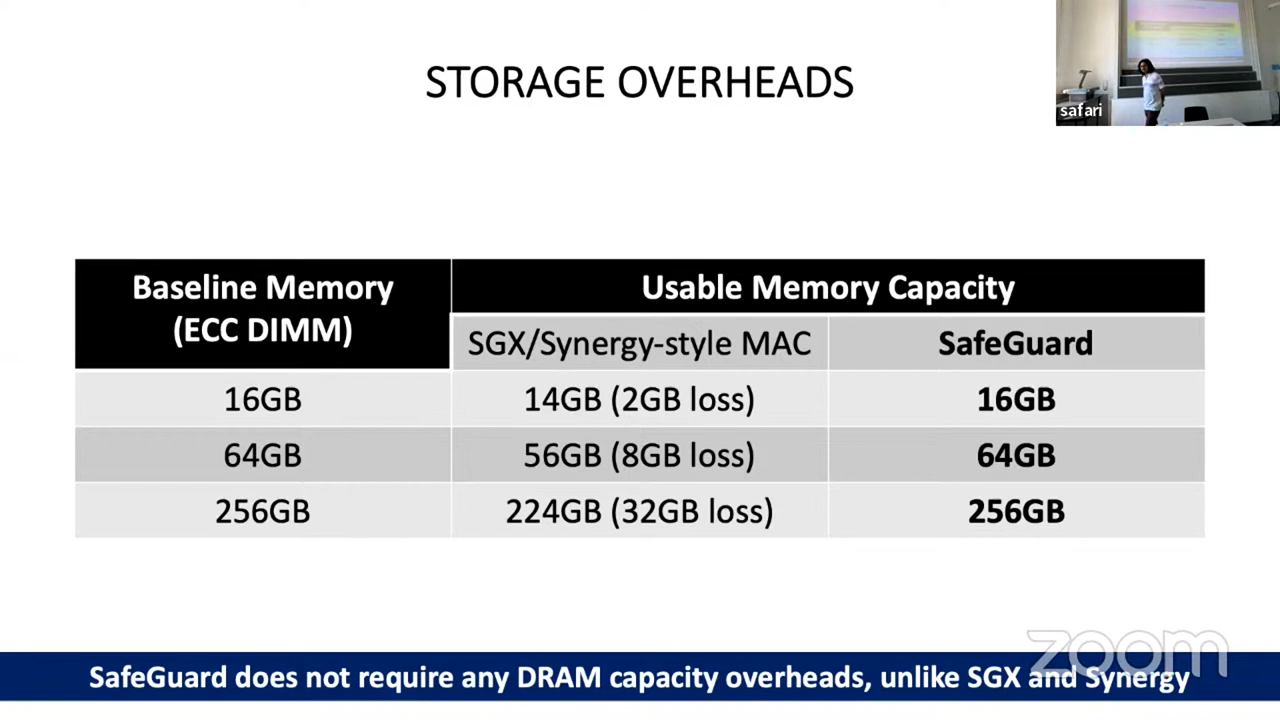 STORAGE OVERHEADS
safari
Baseline Memory
(ECC DIMM)
Usable Memory Capacity
SGX/Synergy-style MAC
SafeGuard
16GB
14GB (2GB loss)
16GB
64GB
56GB (8GB loss)
64GB
256GB
224GB (32GB loss)
256GB
zoom
SafeGuard does not require any DRAM capacity overheads, unlike SGX and Synergy